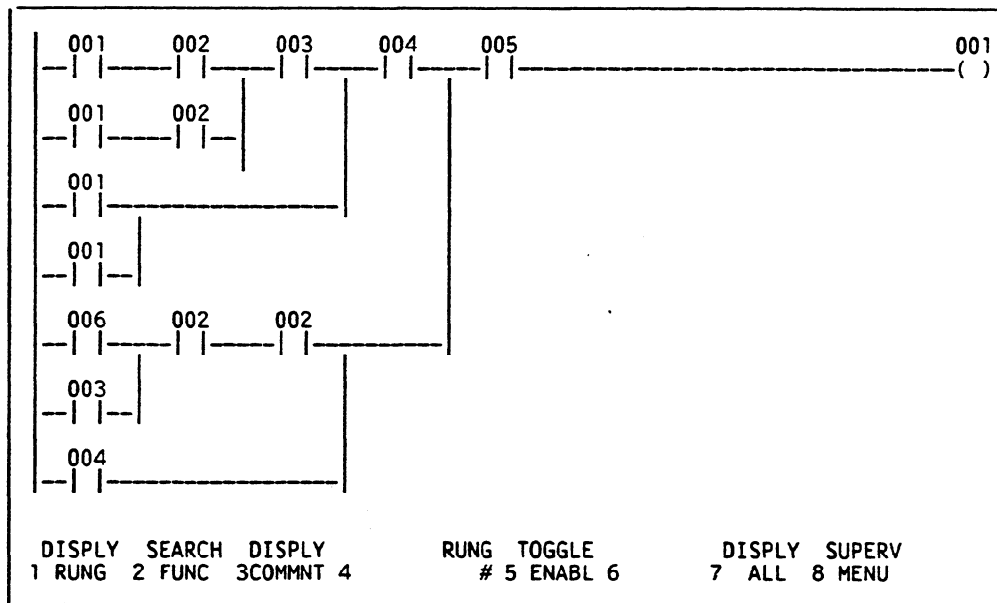 001 002 003 004 005 001
( )
001 002
001
001
006 002 002
003
004
DISPLY SEARCH DISPLY RUNG TOGGLE DISPLY SUPERV
1 RUNG 2 FUNC 3COMMNT 4 # 5 ENABL 6 7 ALL 8 MENU